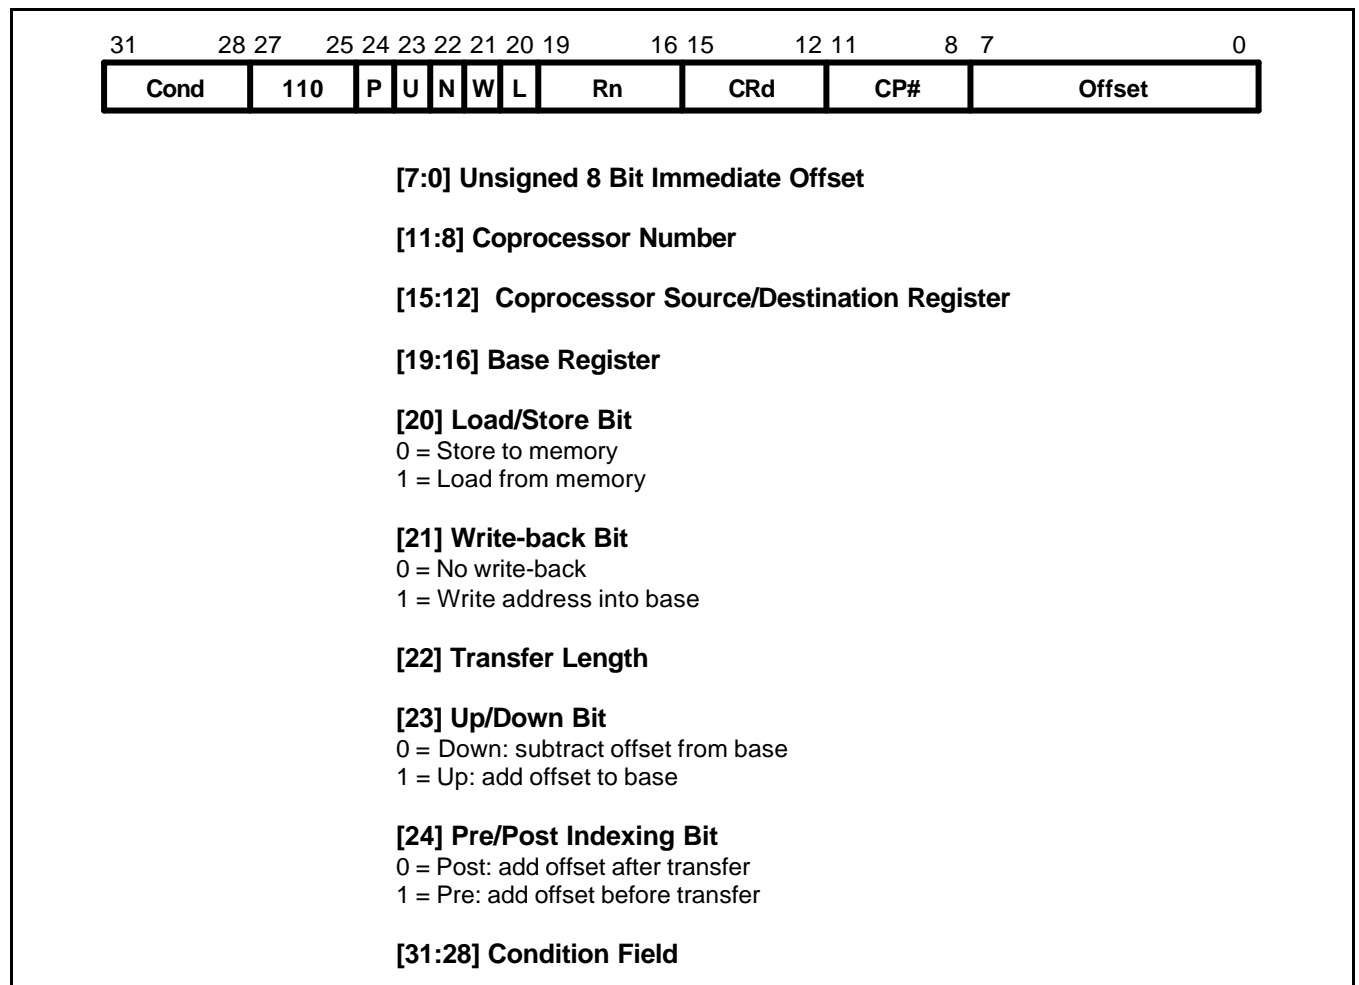 31 28 27 25 24 23 22 21 20 19 16 15 12 11 8 7 0
Cond 110 P U N W L Rn CRd CP# Offset
[7:0] Unsigned 8 Bit Immediate Offset
[11:8] Coprocessor Number
[15:12] Coprocessor Source/Destination Register
[19:16] Base Register
[20] Load/Store Bit
0 = Store to memory
1 = Load from memory
[21] Write-back Bit
0 = No write-back
1 = Write address into base
[22] Transfer Length
[23] Up/Down Bit
0 = Down: subtract offset from base
1 = Up: add offset to base
[24] Pre/Post Indexing Bit
0 = Post: add offset after transfer
1 = Pre: add offset before transfer
[31:28] Condition Field